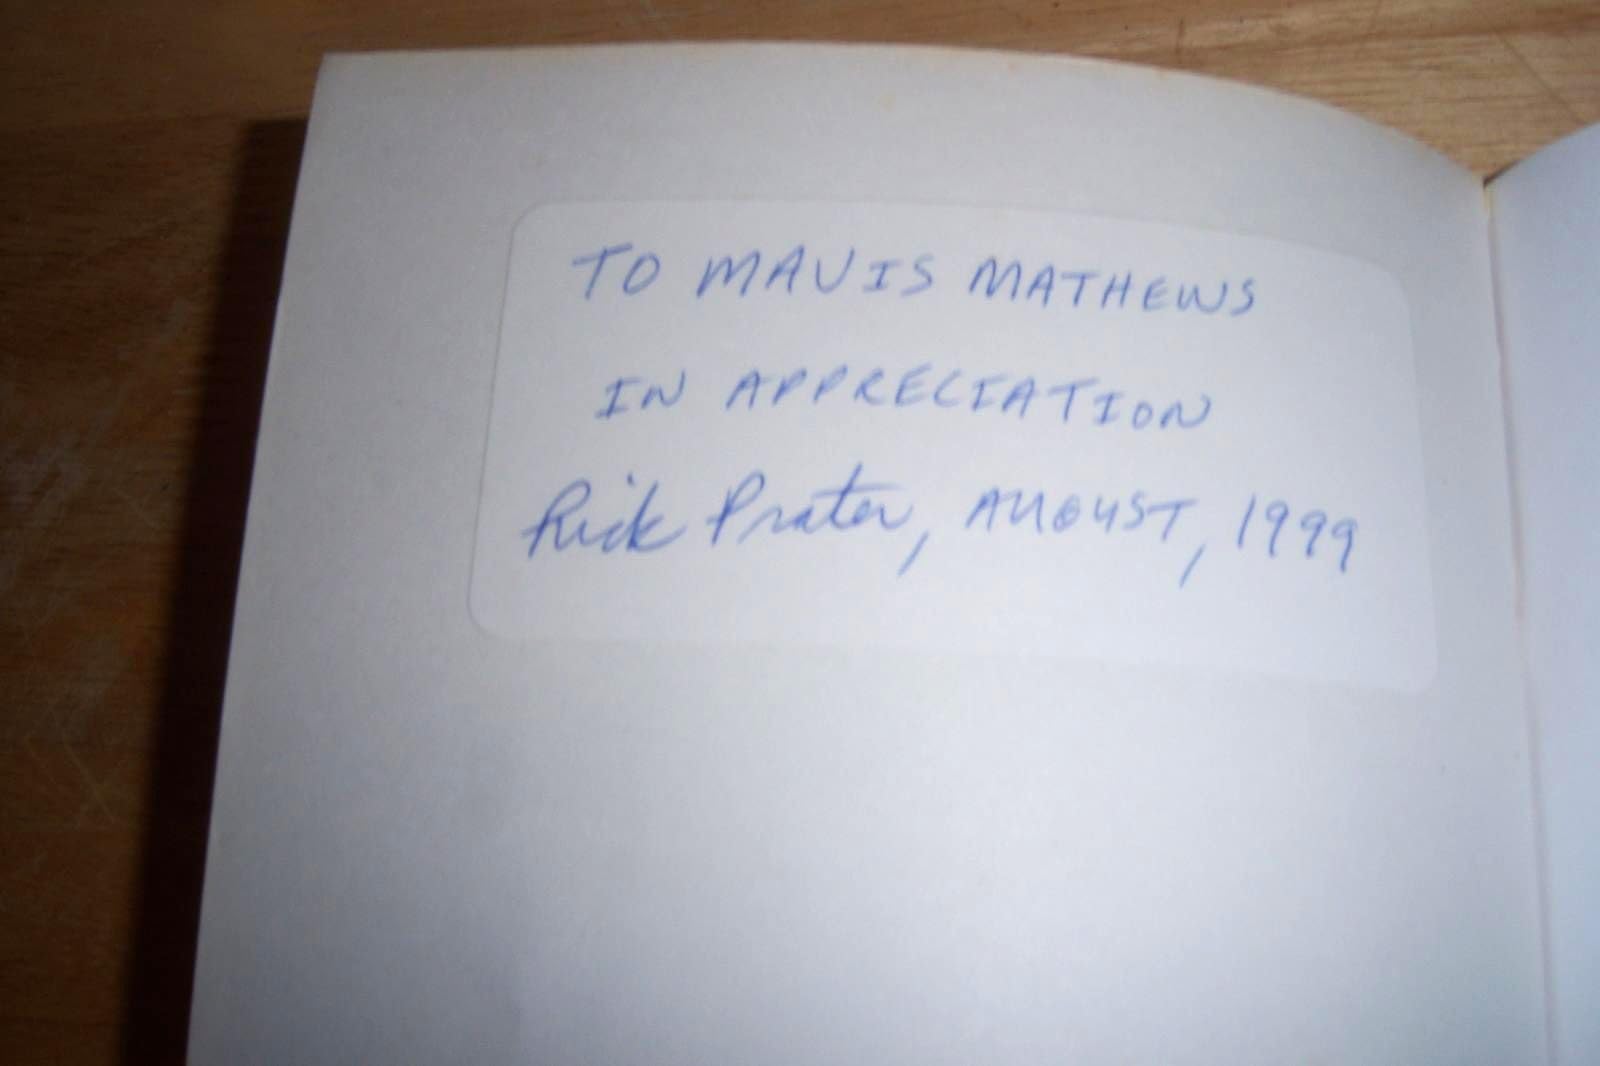 TO MAVIS MATHEWS
IN APPRECIATION
Rick Prater, AUGUST, 1999